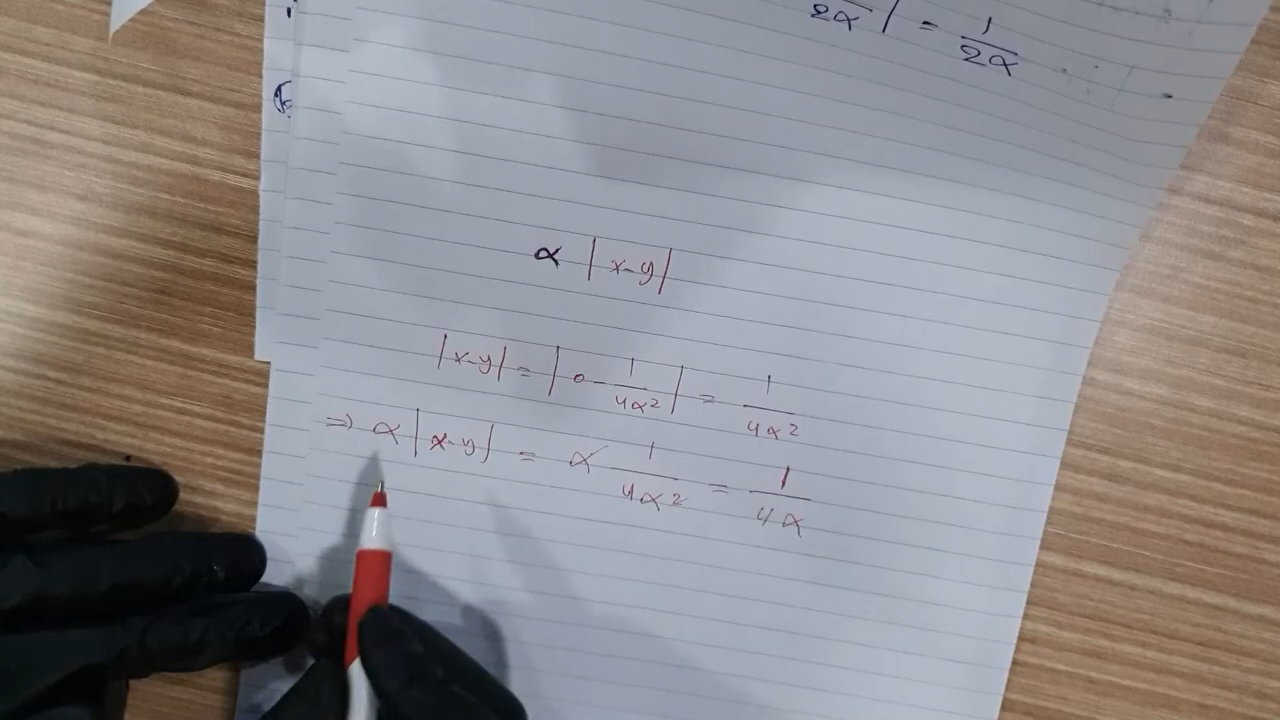 2α | = 1/2α
α |x-y|
|x-y| = |0 - 1/4α²| = 1/4α²
⇒ α |x-y| = α 1/4α² = 1/4α